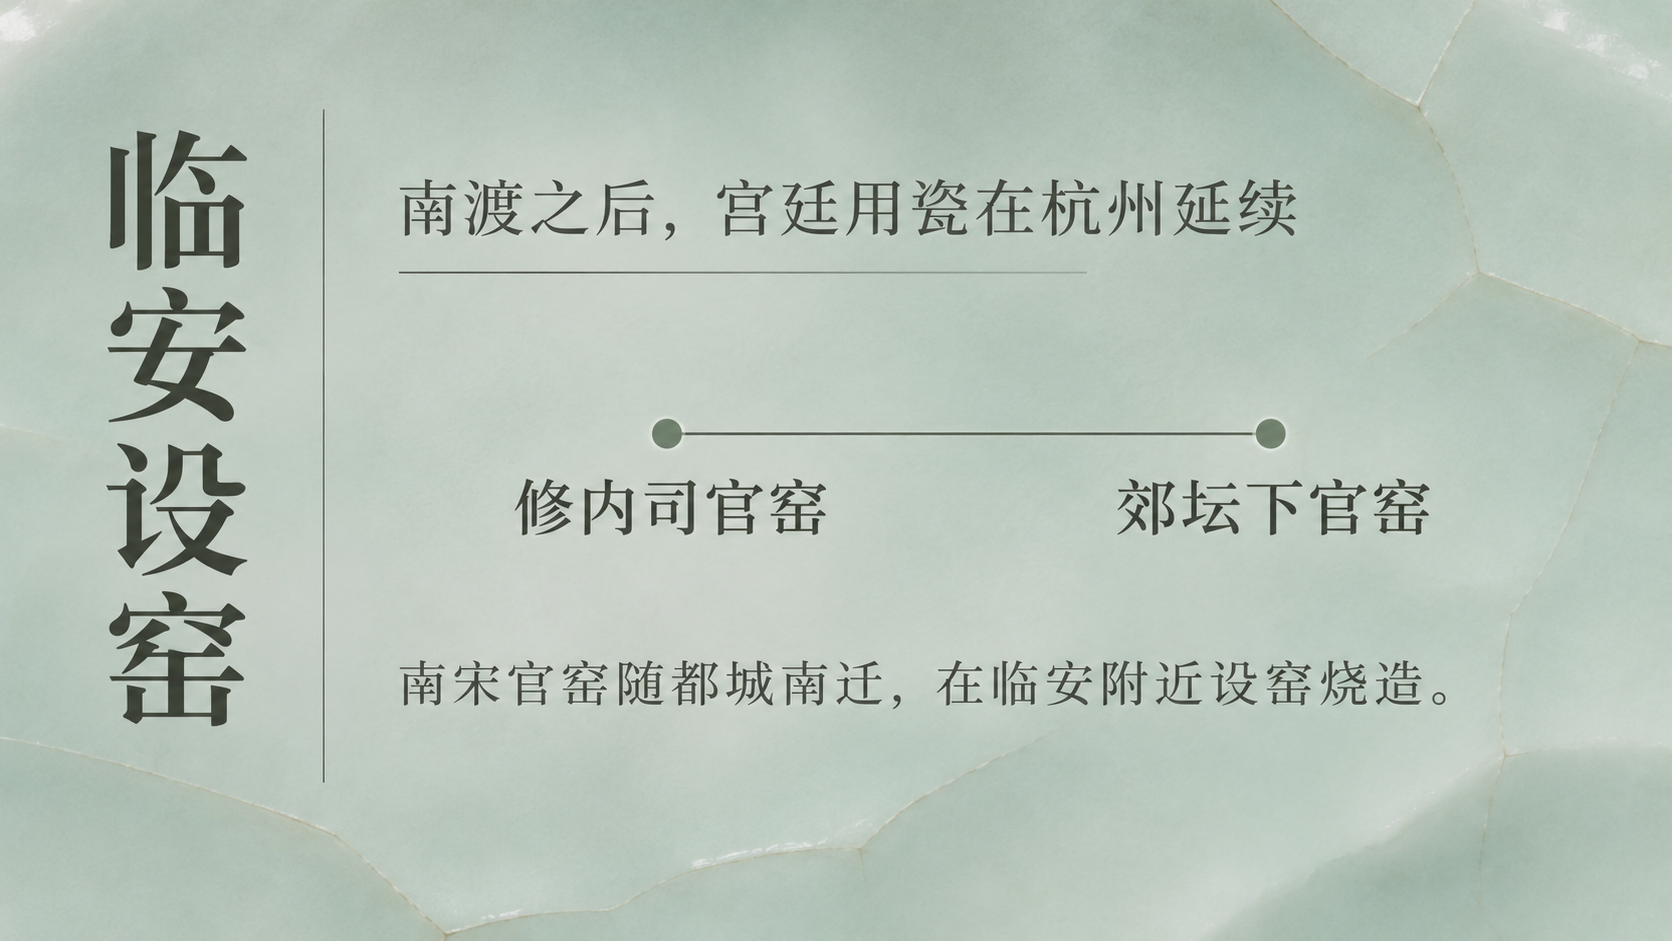 临安设窑
南渡之后，宫廷用瓷在杭州延续
修内司官窑
郊坛下官窑
南宋官窑随都城南迁，在临安附近设窑烧造。